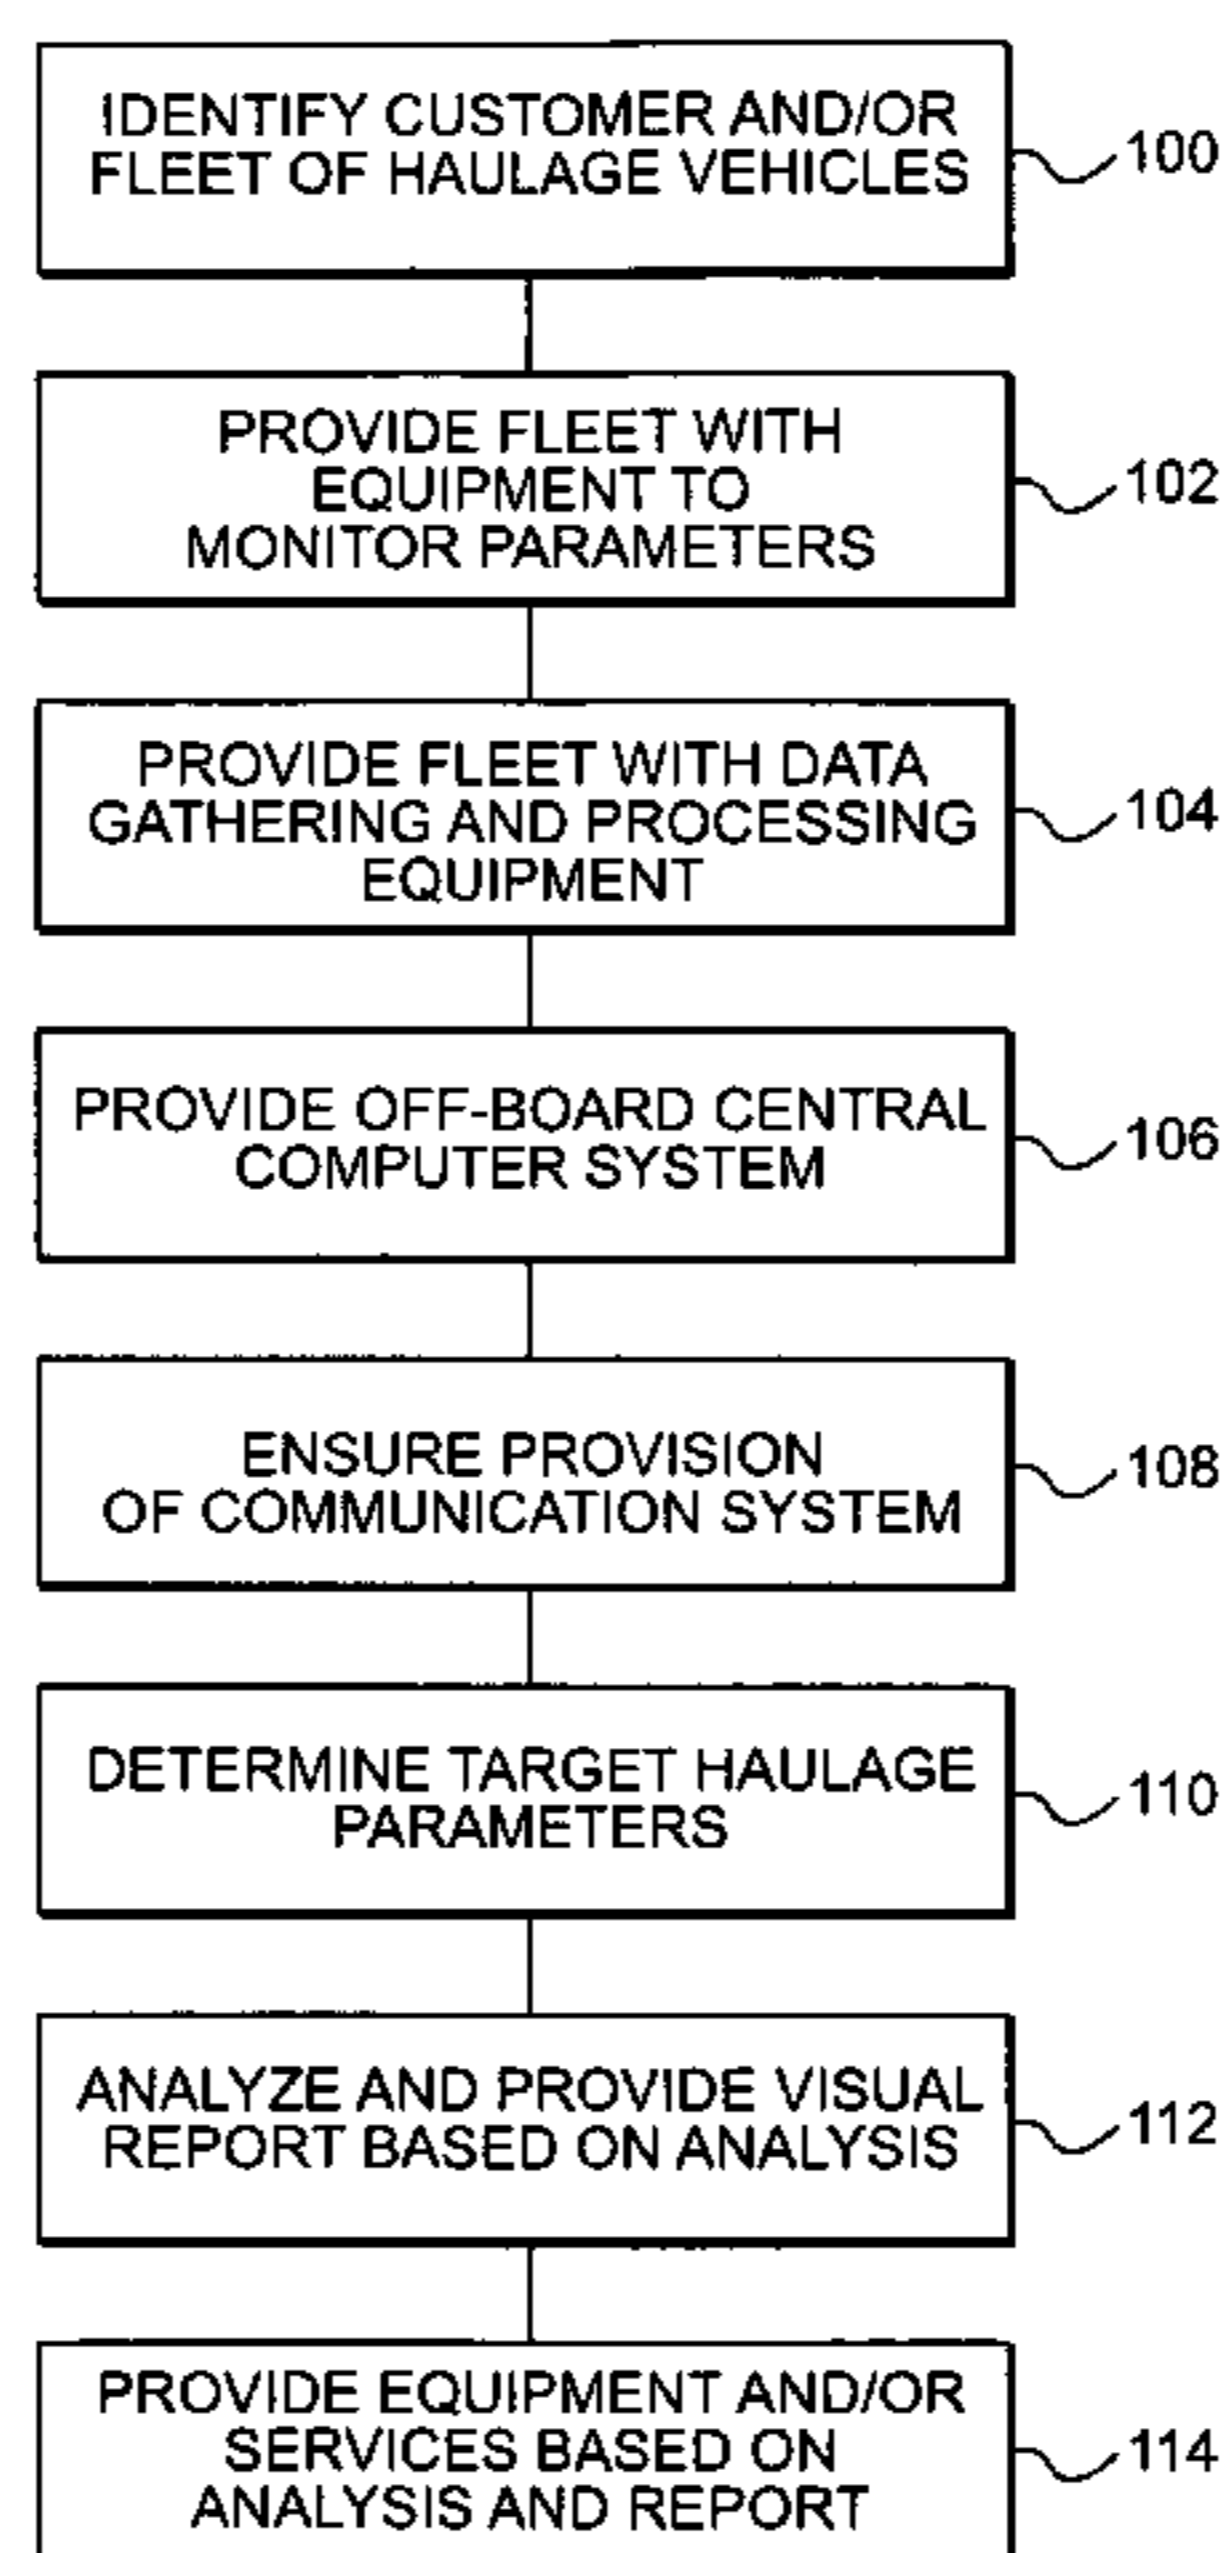 IDENTIFY CUSTOMER AND/OR
FLEET OF HAULAGE VEHICLES
100
PROVIDE FLEET WITH
EQUIPMENT TO
MONITOR PARAMETERS
102
PROVIDE FLEET WITH DATA
GATHERING AND PROCESSING
EQUIPMENT
104
PROVIDE OFF-BOARD CENTRAL
COMPUTER SYSTEM
106
ENSURE PROVISION
OF COMMUNICATION SYSTEM
108
DETERMINE TARGET HAULAGE
PARAMETERS
110
ANALYZE AND PROVIDE VISUAL
REPORT BASED ON ANALYSIS
112
PROVIDE EQUIPMENT AND/OR
SERVICES BASED ON
ANALYSIS AND REPORT
114